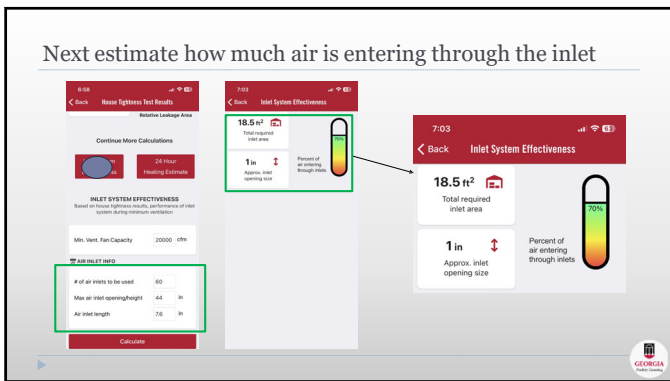 Next estimate how much air is entering through the inlet
6:58
Back House Tightness Test Results
Relative Leakage Area
Continue More Calculations
24 Hour
Heating Estimate
INLET SYSTEM EFFECTIVENESS
Based on house tightness results, performance of inlet
system during minimum ventilation
Min. Vent. Fan Capacity 20000 cfm
AIR INLET INFO
# of air inlets to be used 60
Max air inlet opening/height 44 in
Air inlet length 7.6 in
Calculate
7:03
Back Inlet System Effectiveness
18.5 ft²
Total required
inlet area
70%
1 in
Approx. inlet
opening size
Percent of
air entering
through inlets
7:03
Back Inlet System Effectiveness
18.5 ft²
Total required
inlet area
70%
1 in
Approx. inlet
opening size
Percent of
air entering
through inlets
GEORGIA